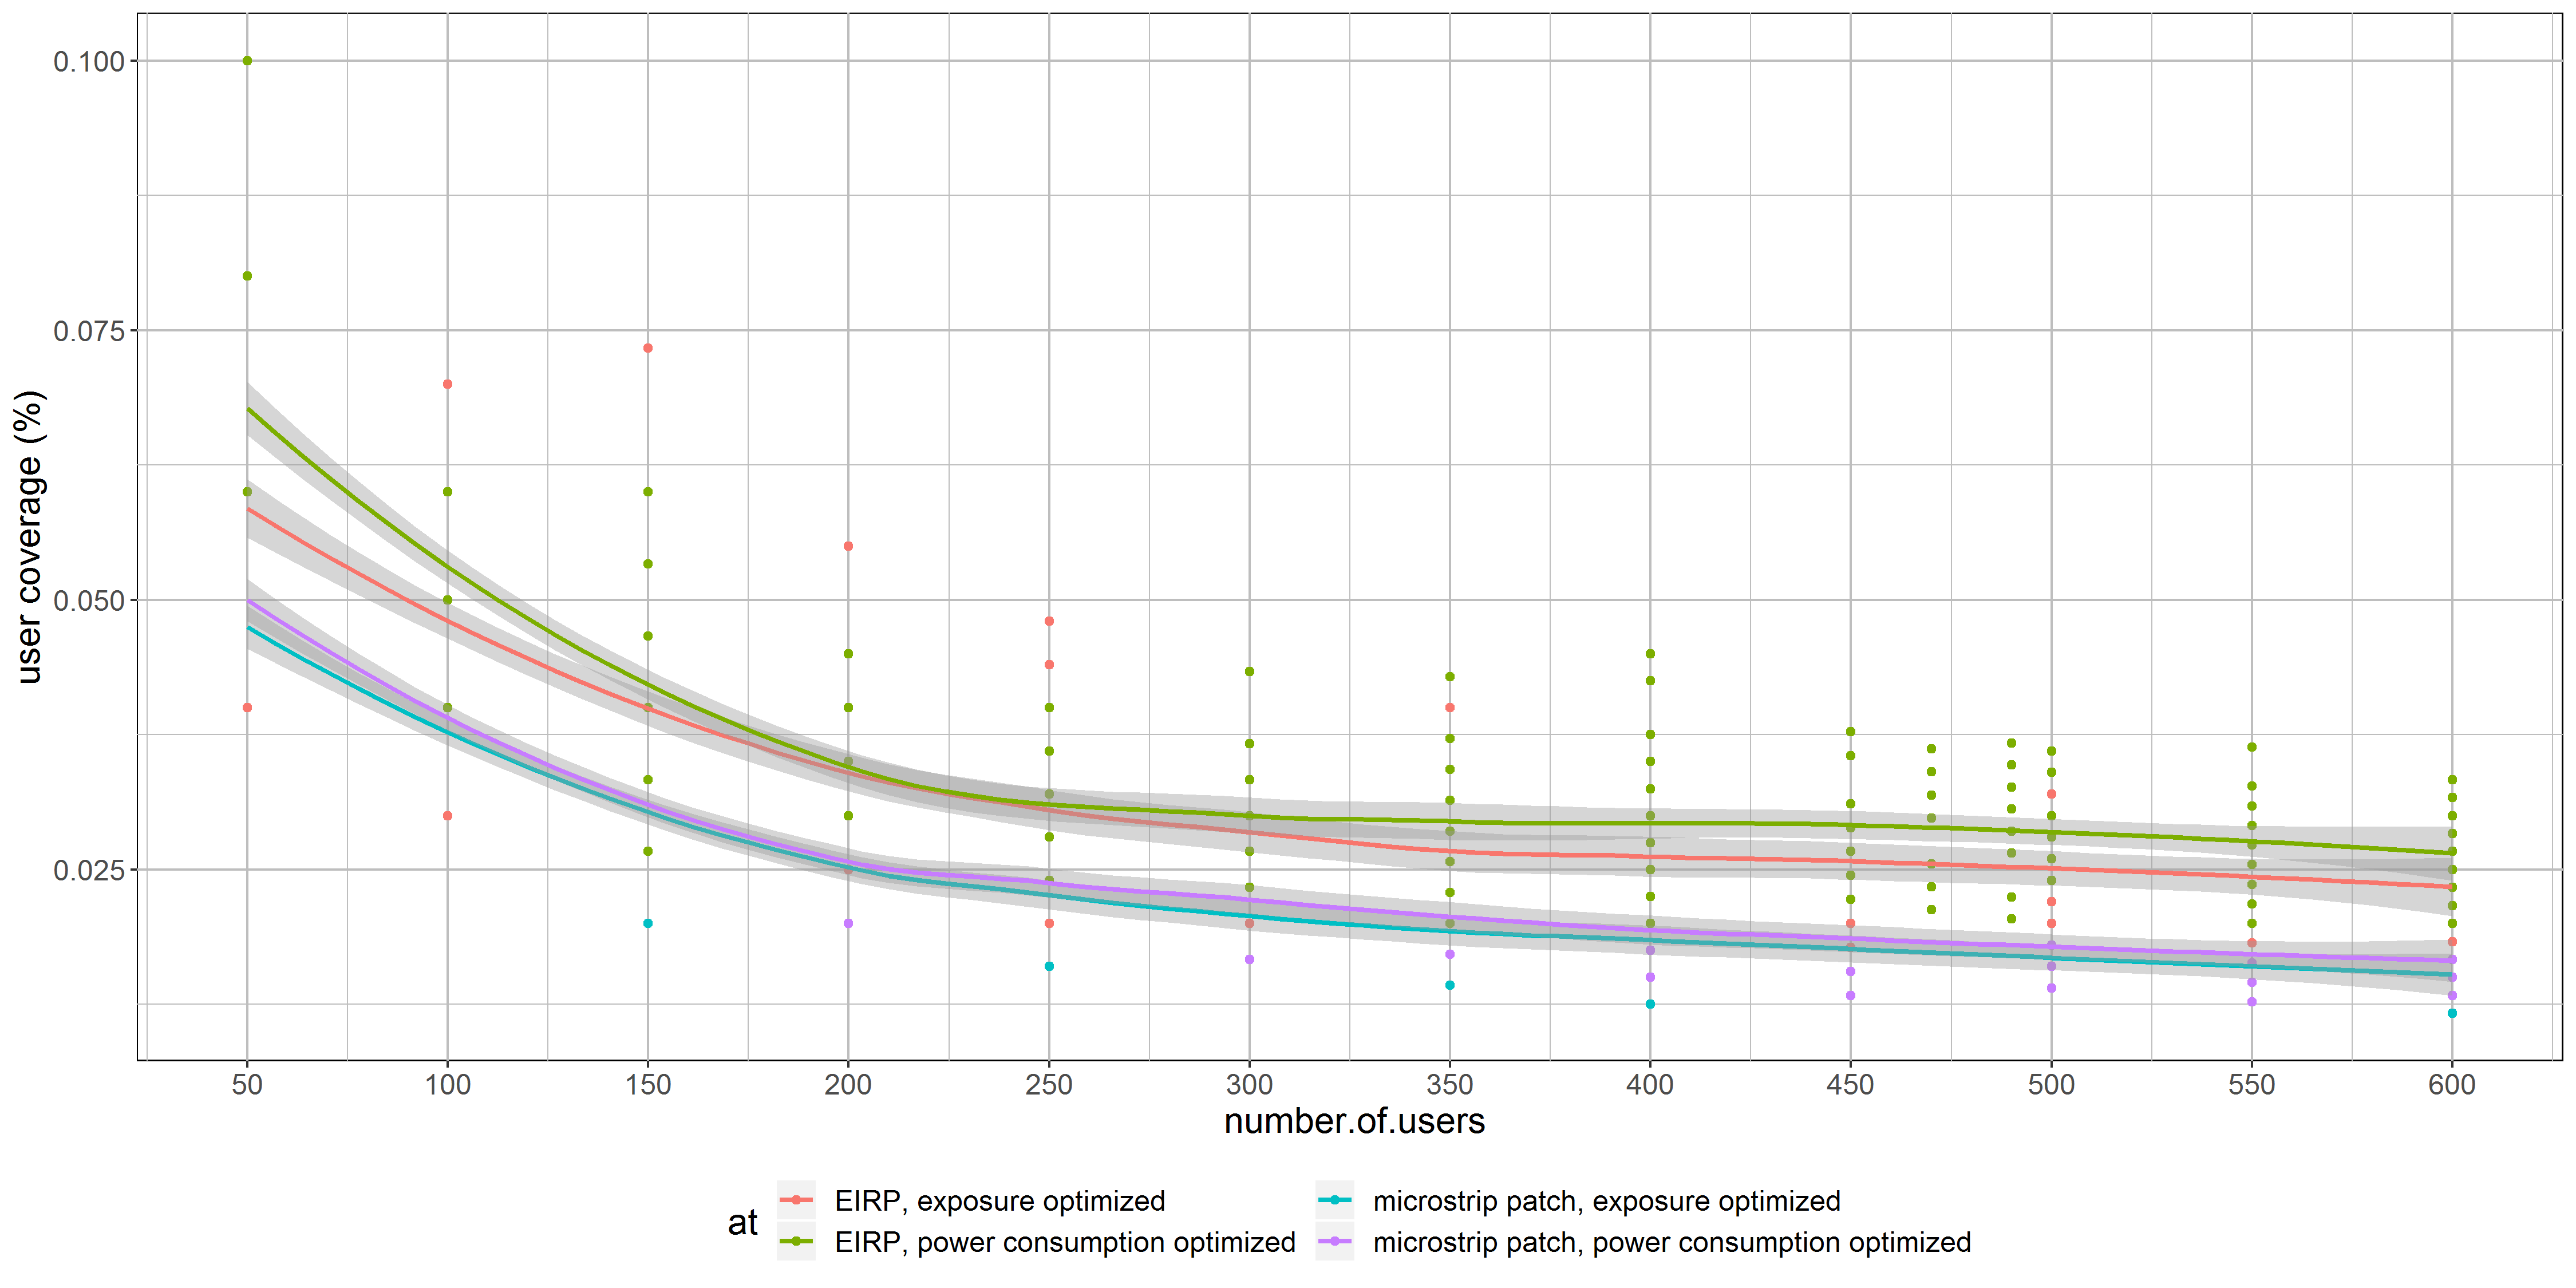 0.100
0.075
0.050
0.025
user coverage (%)
50 100 150 200 250 300 350 400 450 500 550 600
number.of.users
at
EIRP, exposure optimized
microstrip patch, exposure optimized
EIRP, power consumption optimized
microstrip patch, power consumption optimized